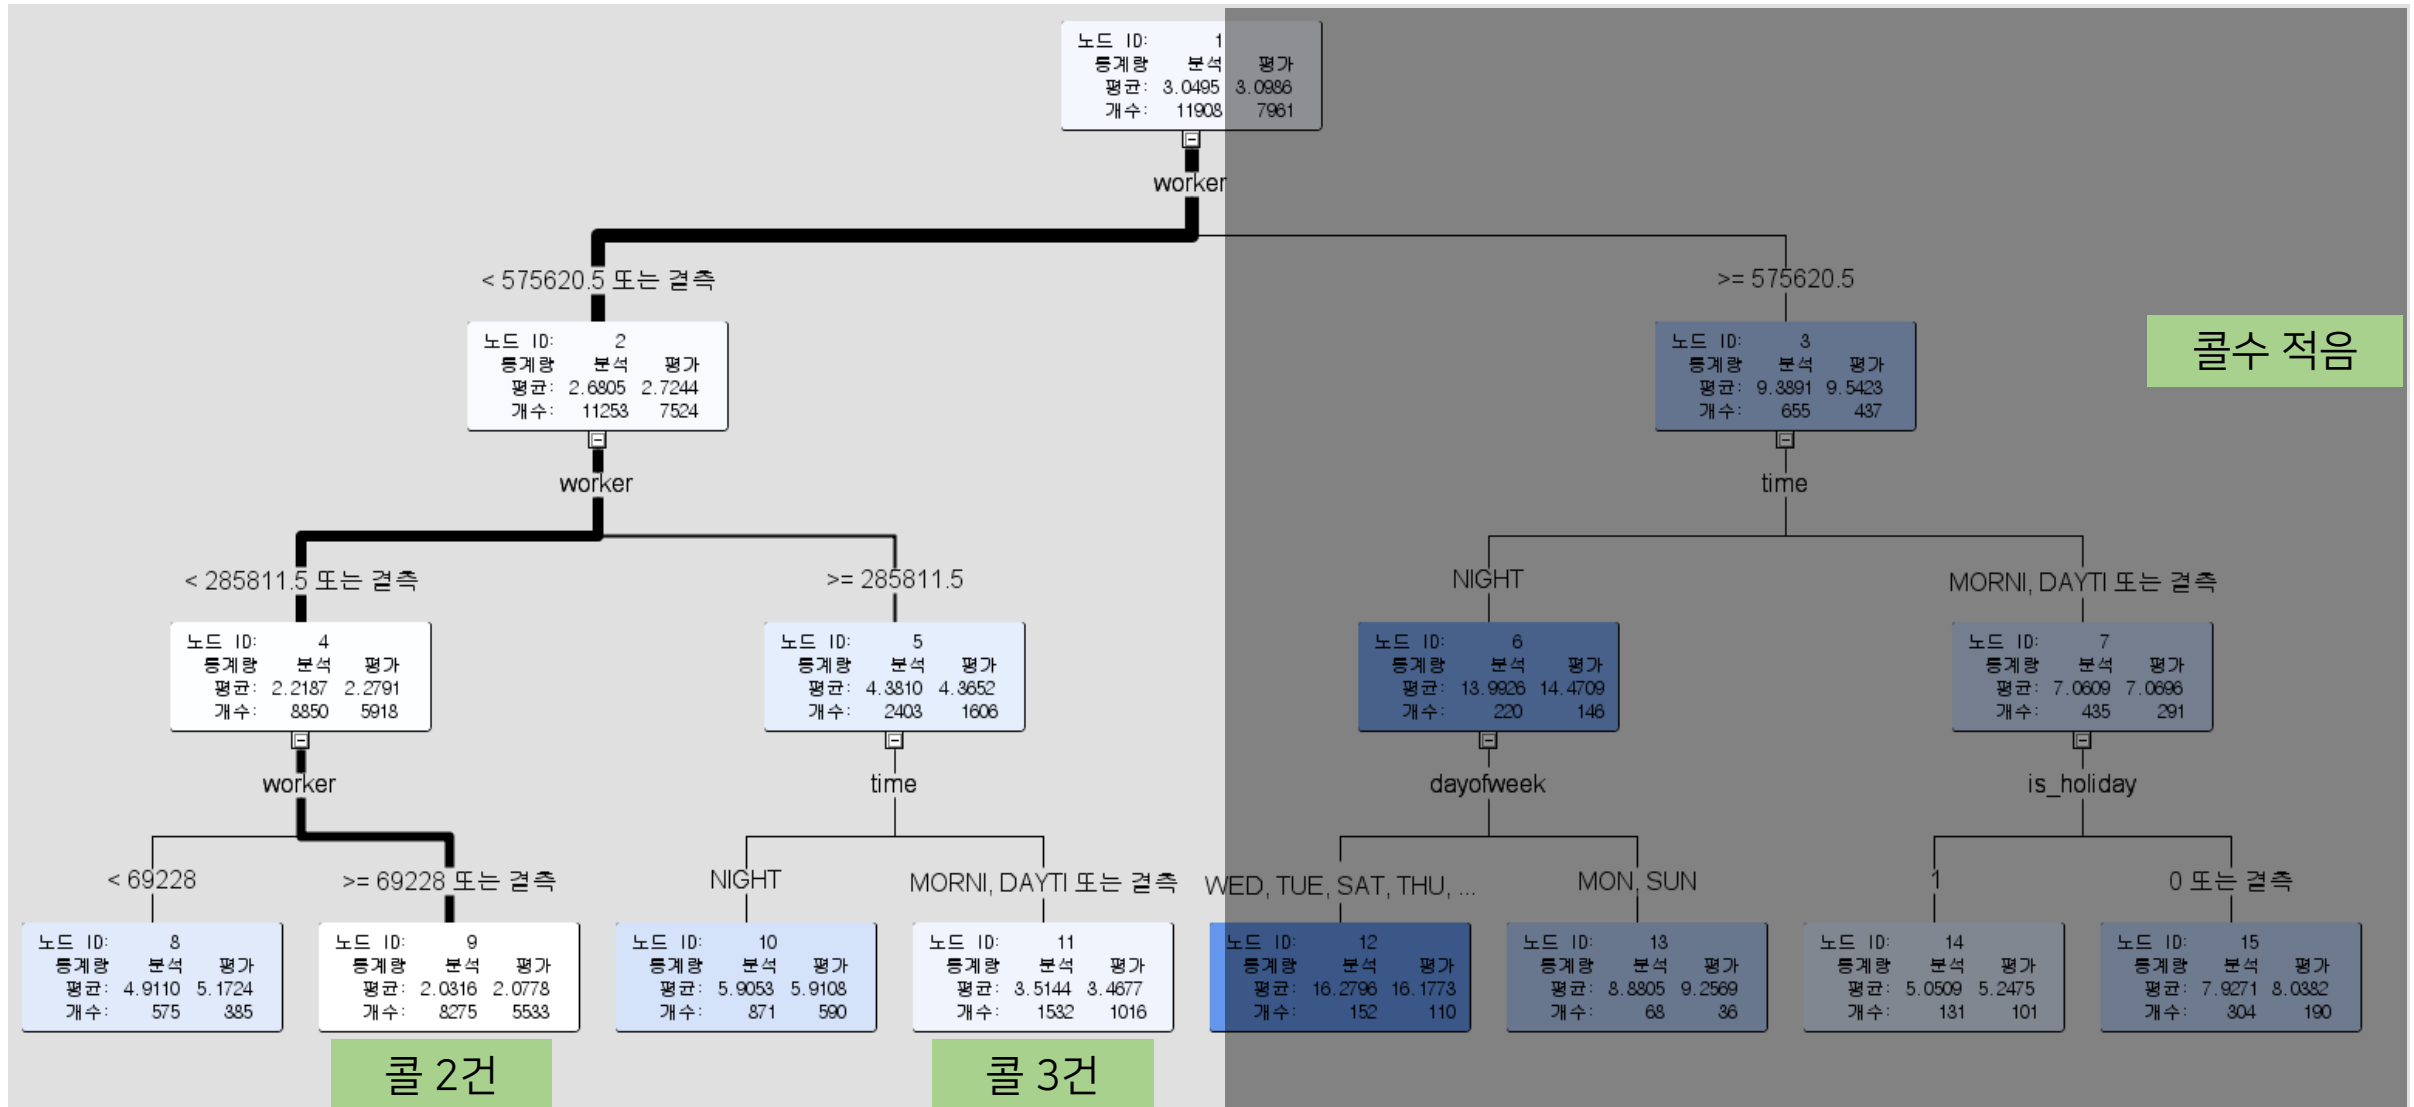 노드 ID: 1
통계량 분석 평가
평균: 3.0495 3.0986
개수: 11908 7961
worker
< 575620.5 또는 결측
>= 575620.5
노드 ID: 2
통계량 분석 평가
평균: 2.6805 2.7244
개수: 11253 7524
노드 ID: 3
통계량 분석 평가
평균: 9.3891 9.5423
개수: 655 437
콜수 적음
worker
time
< 285811.5 또는 결측
>= 285811.5
NIGHT
MORNI, DAYTI 또는 결측
노드 ID: 4
통계량 분석 평가
평균: 2.2187 2.2791
개수: 8850 5918
노드 ID: 5
통계량 분석 평가
평균: 4.3810 4.3652
개수: 2403 1606
노드 ID: 6
통계량 분석 평가
평균: 13.9926 14.4709
개수: 220 146
노드 ID: 7
통계량 분석 평가
평균: 7.0609 7.0696
개수: 435 291
worker
time
dayofweek
is_holiday
< 69228
>= 69228 또는 결측
NIGHT
MORNI, DAYTI 또는 결측
WED, TUE, SAT, THU, ...
MON, SUN
1
0 또는 결측
노드 ID: 8
통계량 분석 평가
평균: 4.9110 5.1724
개수: 575 385
노드 ID: 9
통계량 분석 평가
평균: 2.0316 2.0778
개수: 8275 5533
노드 ID: 10
통계량 분석 평가
평균: 5.9053 5.9108
개수: 871 590
노드 ID: 11
통계량 분석 평가
평균: 3.5144 3.4677
개수: 1532 1016
노드 ID: 12
통계량 분석 평가
평균: 16.2796 16.1773
개수: 152 110
노드 ID: 13
통계량 분석 평가
평균: 8.8805 9.2569
개수: 68 36
노드 ID: 14
통계량 분석 평가
평균: 5.0509 5.2475
개수: 131 101
노드 ID: 15
통계량 분석 평가
평균: 7.9271 8.0382
개수: 304 190
콜 2건
콜 3건